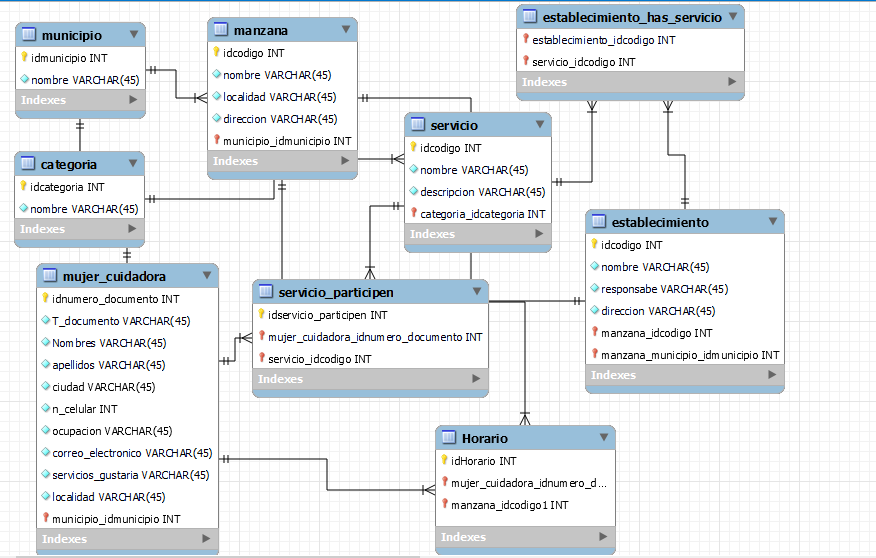 municipio
idmunicipio INT
nombre VARCHAR(45)
Indexes
manzana
idcodigo INT
nombre VARCHAR(45)
localidad VARCHAR(45)
direccion VARCHAR(45)
municipio_idmunicipio INT
Indexes
establecimiento_has_servicio
establecimiento_idcodigo INT
servicio_idcodigo INT
Indexes
categoria
idcategoria INT
nombre VARCHAR(45)
Indexes
servicio
idcodigo INT
nombre VARCHAR(45)
descripcion VARCHAR(45)
categoria_idcategoria INT
Indexes
establecimiento
idcodigo INT
nombre VARCHAR(45)
responsabe VARCHAR(45)
direccion VARCHAR(45)
manzana_idcodigo INT
manzana_municipio_idmunicipio INT
Indexes
mujer_cuidadora
idnumero_documento INT
T_documento VARCHAR(45)
Nombres VARCHAR(45)
apellidos VARCHAR(45)
ciudad VARCHAR(45)
n_celular INT
ocupacion VARCHAR(45)
correo_electronico VARCHAR(45)
servicios_gustaria VARCHAR(45)
localidad VARCHAR(45)
municipio_idmunicipio INT
Indexes
servicio_participen
idservicio_participen INT
mujer_cuidadora_idnumero_documento INT
servicio_idcodigo INT
Indexes
Horario
idHorario INT
mujer_cuidadora_idnumero_d...
manzana_idcodigo1 INT
Indexes